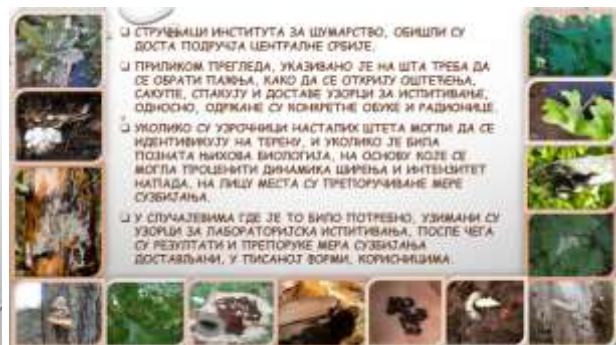 ❑ СТРУЧЊАЦИ ИНСТИТУТА ЗА ШУМАРСТВО, ОБИШЛИ СУ
ДОСТА ПОДРУЧЈА ЦЕНТРАЛНЕ СРБИЈЕ.
❑ ПРИЛИКОМ ПРЕГЛЕДА, УКАЗИВАНО ЈЕ НА ШТА ТРЕБА ДА
СЕ ОБРАТИ ПАЖЊА, КАКО ДА СЕ ОТКРИЈУ ОШТЕЋЕЊА,
САКУПЕ, СПАКУЈУ И ДОСТАВЕ УЗОРЦИ ЗА ИСПИТИВАЊЕ,
ОДНОСНО, ОДРЖАНЕ СУ КОНКРЕТНЕ ОБУКЕ И РАДИОНИЦЕ.
❑ УКОЛИКО СУ УЗРОЧНИЦИ НАСТАЛИХ ШТЕТА МОГЛИ ДА СЕ
ИДЕНТИВИКУЈУ НА ТЕРЕНУ, И УКОЛИКО ЈЕ БИЛА
ПОЗНАТА ЊИХОВА БИОЛОГИЈА, НА ОСНОВУ КОЈЕ СЕ
МОГЛА ПРОЦЕНИТИ ДИНАМИКА ШИРЕЊА И ИНТЕНЗИТЕТ
НАПАДА, НА ЛИЦУ МЕСТА СУ ПРЕПОРУЧИВАНЕ МЕРЕ
СУЗБИЈАЊА.
❑ У СЛУЧАЈЕВИМА ГДЕ ЈЕ ТО БИЛО ПОТРЕБНО, УЗИМАНИ СУ
УЗОРЦИ ЗА ЛАБОРАТОРИЈСКА ИСПИТИВАЊА, ПОСЛЕ ЧЕГА
СУ РЕЗУЛТАТИ И ПРЕПОРУКЕ МЕРА СУЗБИЈАЊА
ДОСТАВЉАНИ, У ПИСАНОЈ ВОРМИ, КОРИСНИЦИМА.